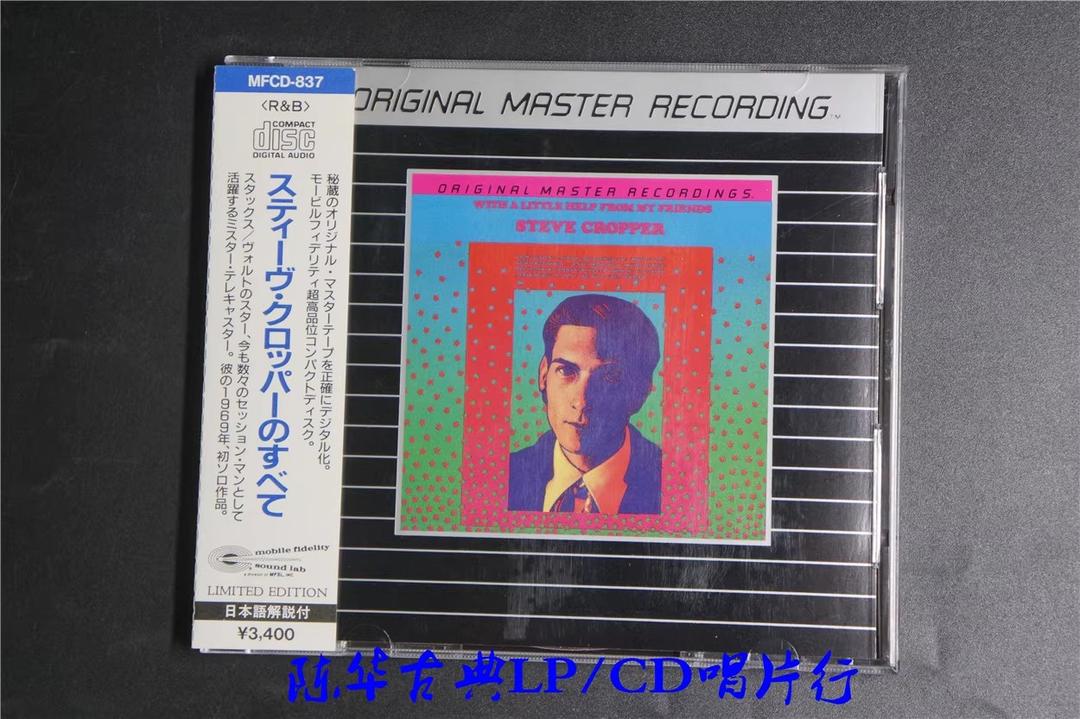 MFCD-837
〈R&B〉
COMPACT
disc
DIGITAL AUDIO
秘蔵のオリジナル・マスターテープを正確にデジタル化。
モービルフィデリティ超高品位コンパクトディスク。
スティーヴ・クロッパーのすべて
スタックス/ヴォルトのスター、今も数々のセッション・マンとして
活躍するミスター・テレキャスター。彼の1969年、初ソロ作品。
mobile fidelity
sound lab
a division of MFSL, INC.
LIMITED EDITION
日本語解説付
¥3,400
ORIGINAL MASTER RECORDING™
ORIGINAL MASTER RECORDINGS
WITH A LITTLE HELP FROM MY FRIENDS
STEVE CROPPER
陈华古典LP/CD唱片行